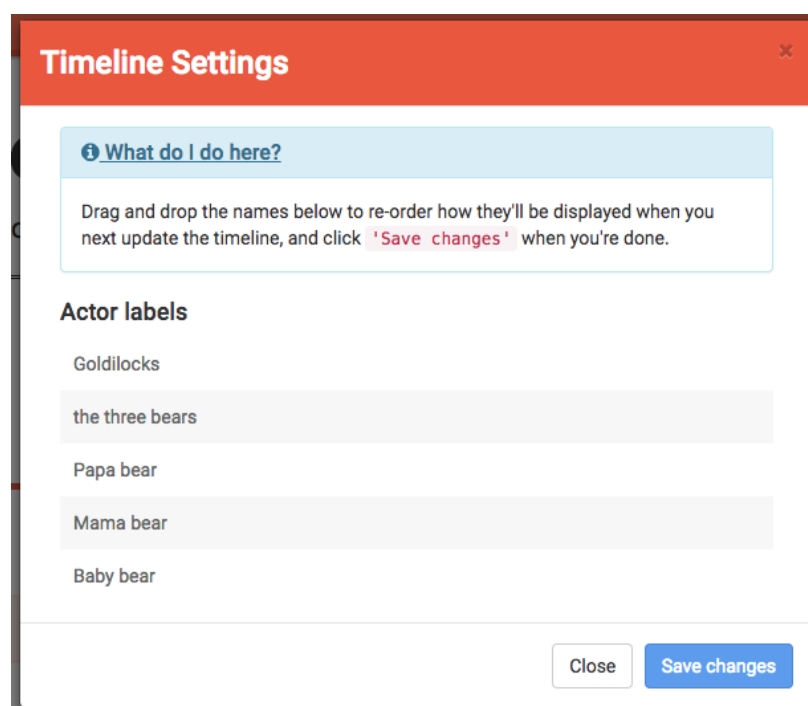 Timeline Settings
×
What do I do here?
Drag and drop the names below to re-order how they'll be displayed when you
next update the timeline, and click 'Save changes' when you're done.
Actor labels
Goldilocks
the three bears
Papa bear
Mama bear
Baby bear
Close
Save changes